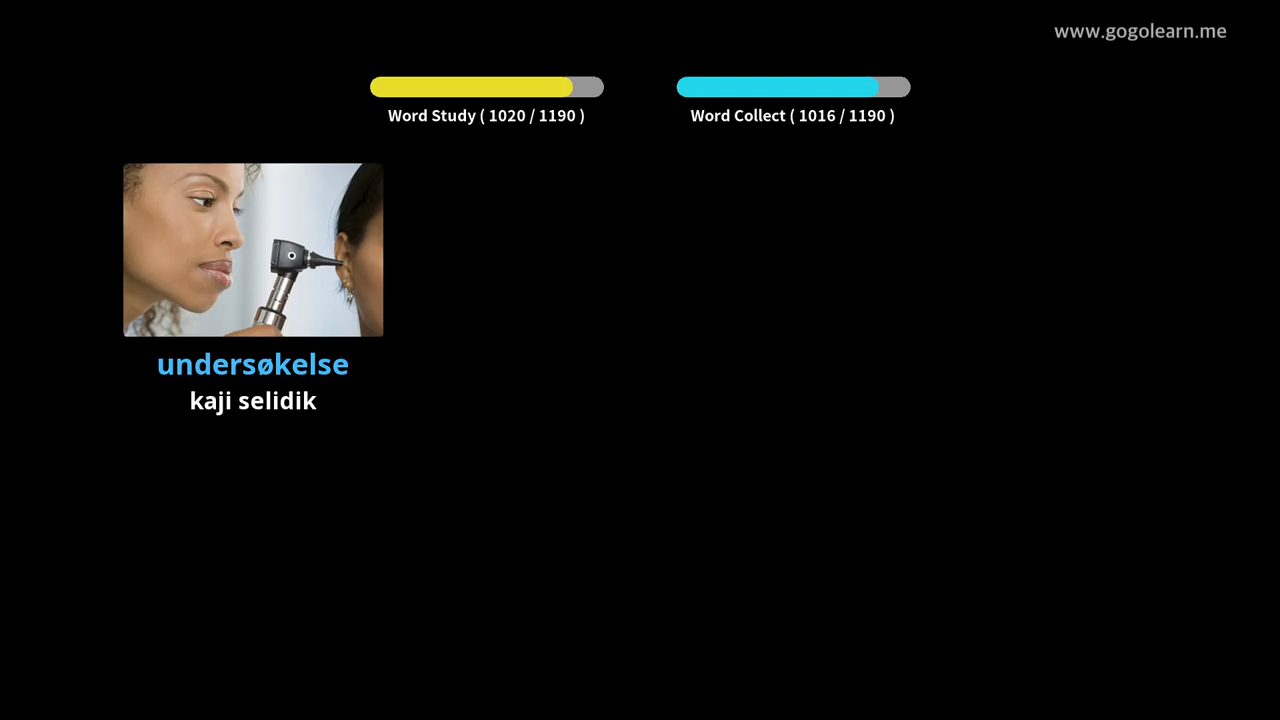 www.gogolearn.me
Word Study ( 1020 / 1190 )
Word Collect ( 1016 / 1190 )
undersøkelse
kaji selidik